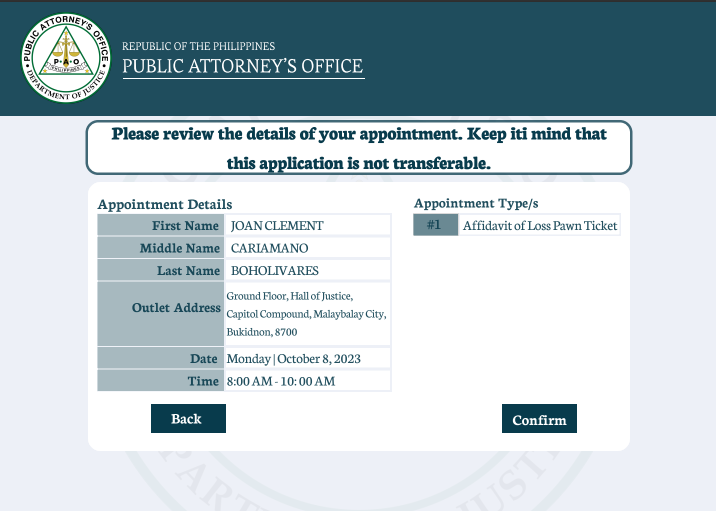 PUBLIC ATTORNEY'S OFFICE
P•A•O
PHILIPPINES
DEPARTMENT OF JUSTICE
REPUBLIC OF THE PHILIPPINES
PUBLIC ATTORNEY'S OFFICE
Please review the details of your appointment. Keep iti mind that
this application is not transferable.
Appointment Details
First Name JOAN CLEMENT
Middle Name CARIAMANO
Last Name BOHOLIVARES
Outlet Address Ground Floor, Hall of Justice,
Capitol Compound, Malaybalay City,
Bukidnon, 8700
Date Monday | October 8, 2023
Time 8:00 AM - 10: 00 AM
Appointment Type/s
#1 Affidavit of Loss Pawn Ticket
Back
Confirm